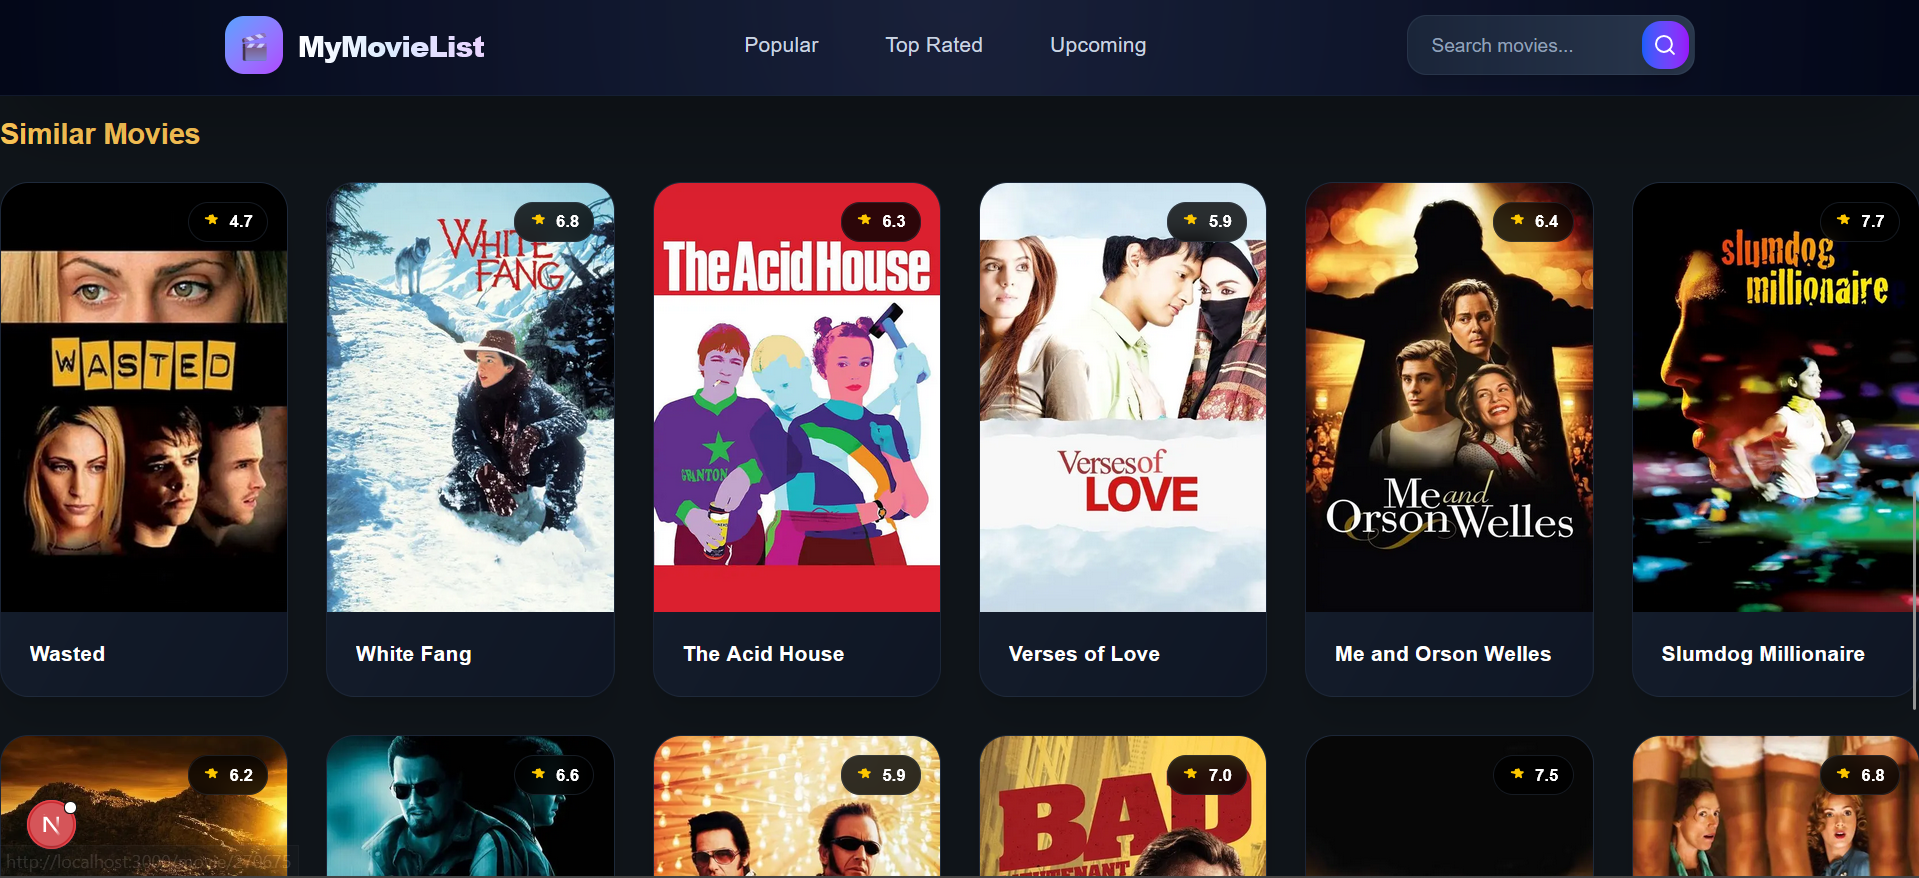 MyMovieList
Popular
Top Rated
Upcoming
Search movies...
Similar Movies
4.7
WASTED
Wasted
6.8
WHITE
FANG
White Fang
6.3
The Acid House
GRANTON
The Acid House
5.9
Verses of
LOVE
Verses of Love
6.4
Me and
Orson Welles
Me and Orson Welles
7.7
slumdog
millionaire
Slumdog Millionaire
6.2
6.6
5.9
7.0
BAD
LIEUTENANT
7.5
6.8
N
http://localhost:3000/movie/270675